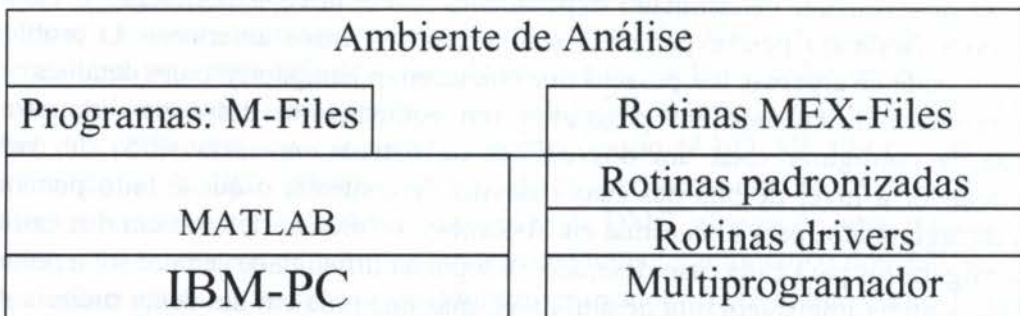 Ambiente de Análise
Programas: M-Files
Rotinas MEX-Files
Rotinas padronizadas
MATLAB
Rotinas drivers
IBM-PC
Multiprogramador